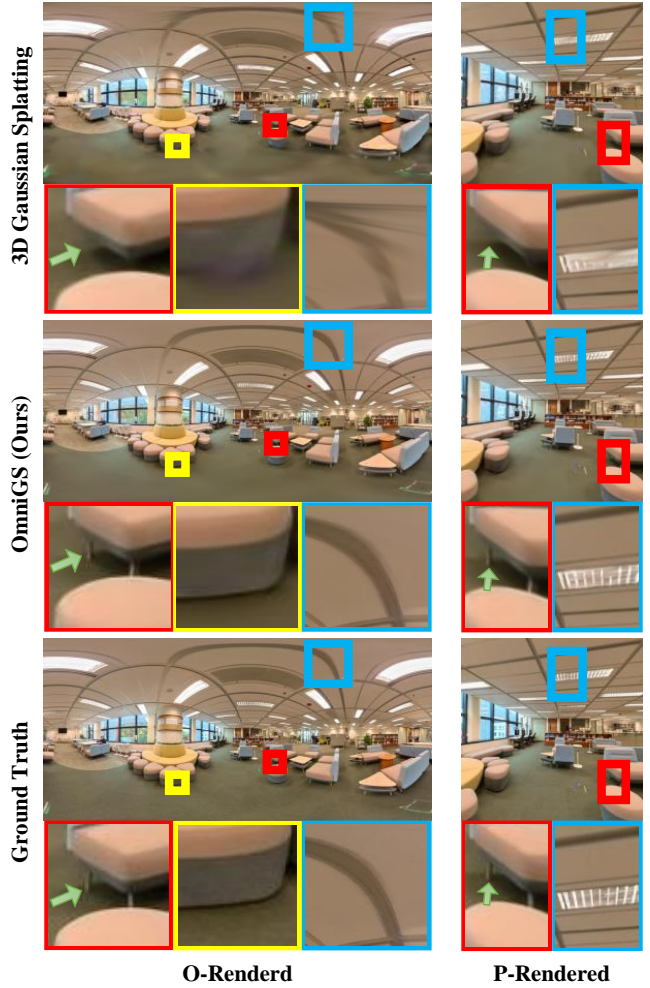 3D Gaussian Splatting
OmniGS (Ours)
Ground Truth
O-Renderd
P-Rendered